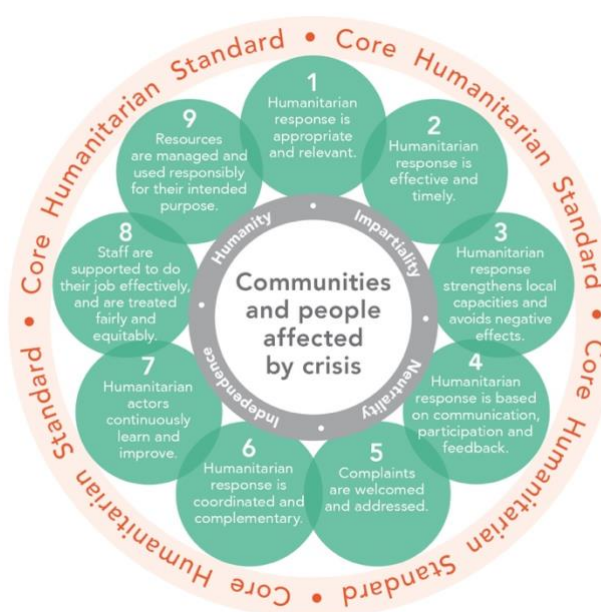 Core Humanitarian Standard • Core Humanitarian Standard • Core Humanitarian Standard • Core Humanitarian Standard •
1
Humanitarian
response is
appropriate
and relevant.
2
Humanitarian
response is
effective and
timely.
3
Humanitarian
response
strengthens local
capacities and
avoids negative
effects.
4
Humanitarian
response is based
on communication,
participation and
feedback.
5
Complaints
are welcomed
and addressed.
6
Humanitarian
response is
coordinated and
complementary.
7
Humanitarian
actors
continuously
learn and
improve.
8
Staff are
supported to do
their job effectively,
and are treated
fairly and
equitably.
9
Resources
are managed and
used responsibly
for their intended
purpose.
Humanity • Impartiality • Neutrality • Independence •
Communities
and people
affected
by crisis